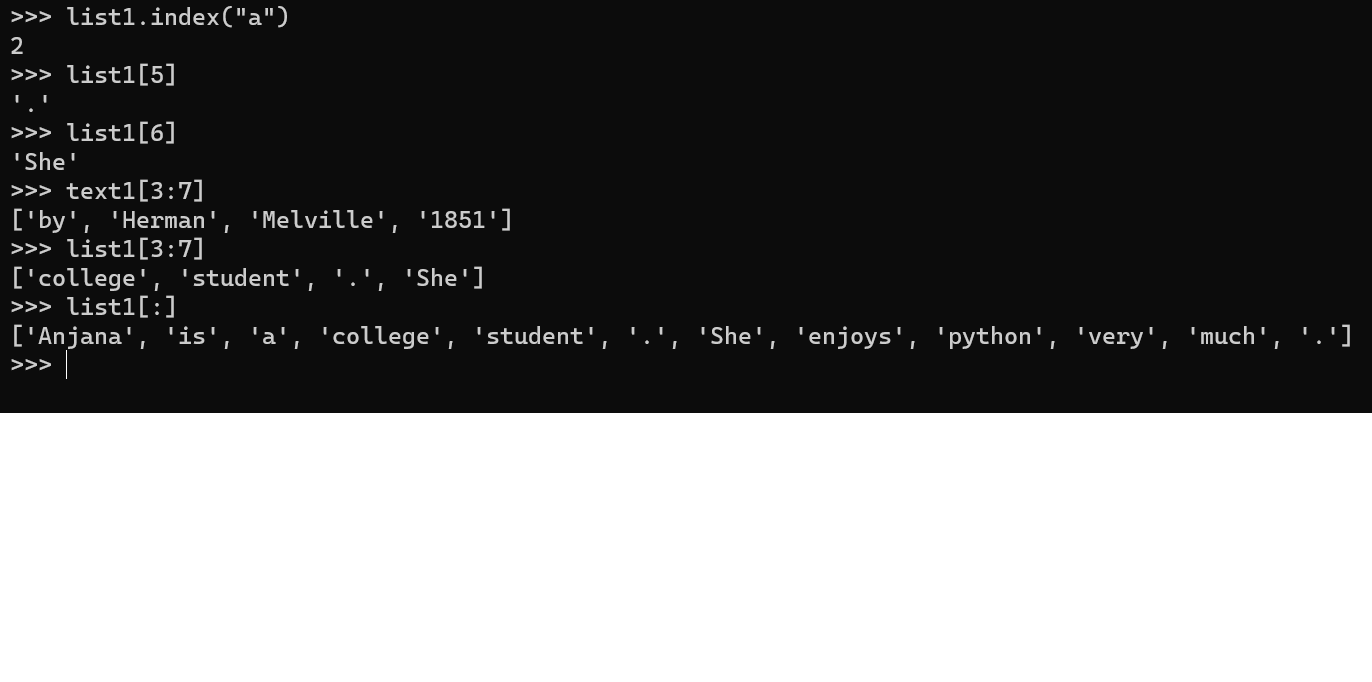 >>> list1.index("a")
2
>>> list1[5]
'.'
>>> list1[6]
'She'
>>> text1[3:7]
['by', 'Herman', 'Melville', '1851']
>>> list1[3:7]
['college', 'student', '.', 'She']
>>> list1[:]
['Anjana', 'is', 'a', 'college', 'student', '.', 'She', 'enjoys', 'python', 'very', 'much', '.']
>>>